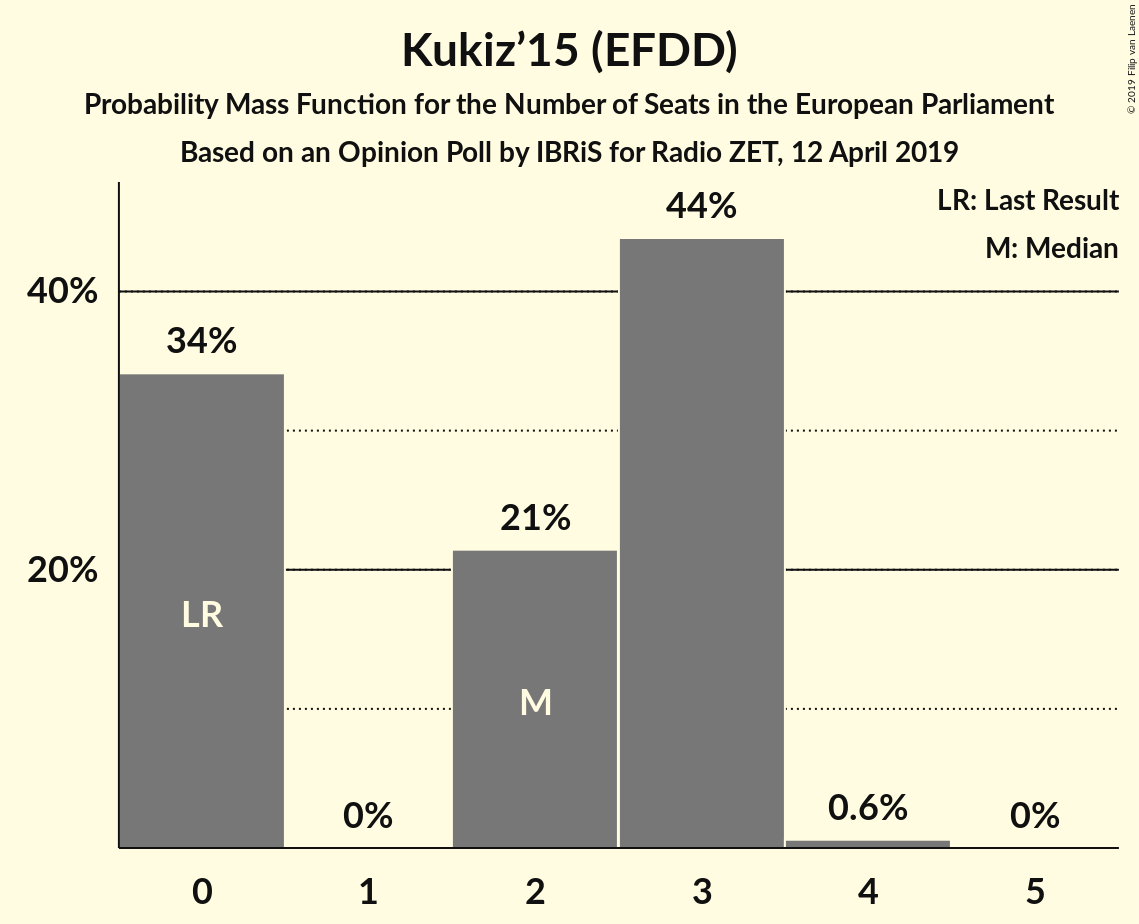 Kukiz’15 (EFDD)
Probability Mass Function for the Number of Seats in the European Parliament
Based on an Opinion Poll by IBRiS for Radio ZET, 12 April 2019
© 2019 Filip van Laenen
LR: Last Result
M: Median
44%
40%
34%
21%
20%
LR
M
0%
0.6%
0%
0 1 2 3 4 5